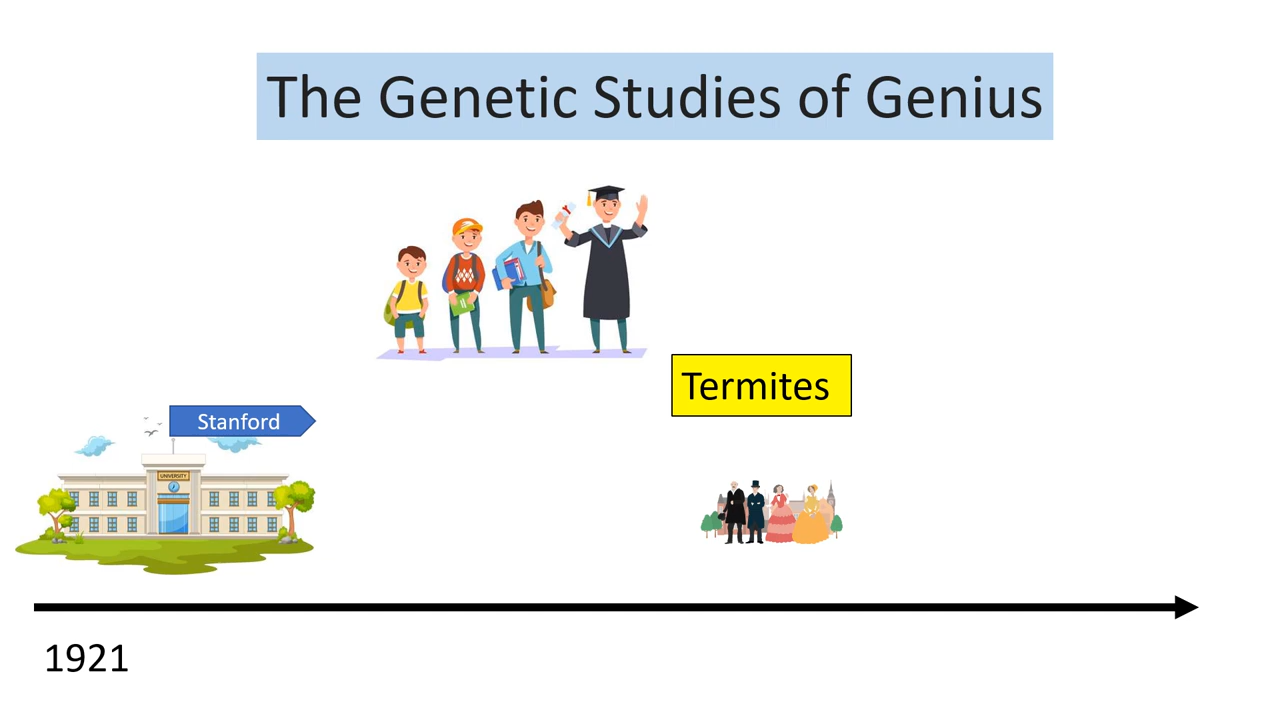 The Genetic Studies of Genius
Termites
Stanford
UNIVERSITY
1921